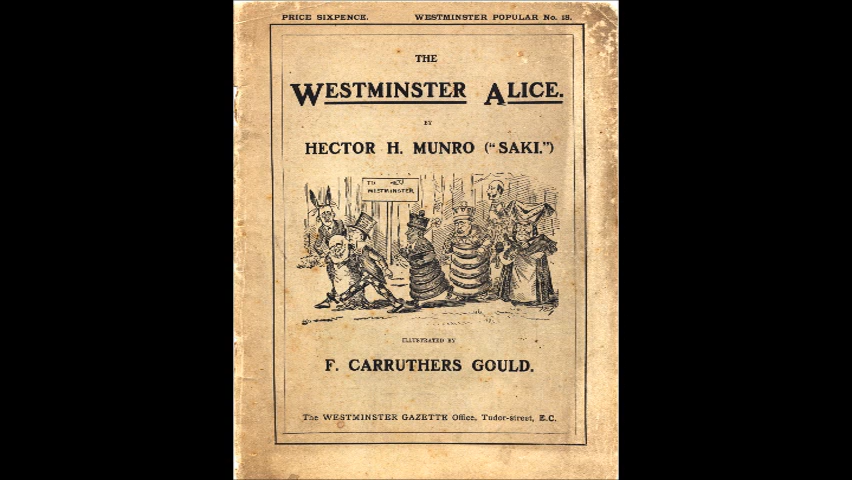 PRICE SIXPENCE. WESTMINSTER POPULAR No. 18.
THE
WESTMINSTER ALICE.
BY
HECTOR H. MUNRO ("SAKI.")
TO
WESTMINSTER
ILLUSTRATED BY
F. CARRUTHERS GOULD.
The WESTMINSTER GAZETTE Office, Tudor-street, E.C.